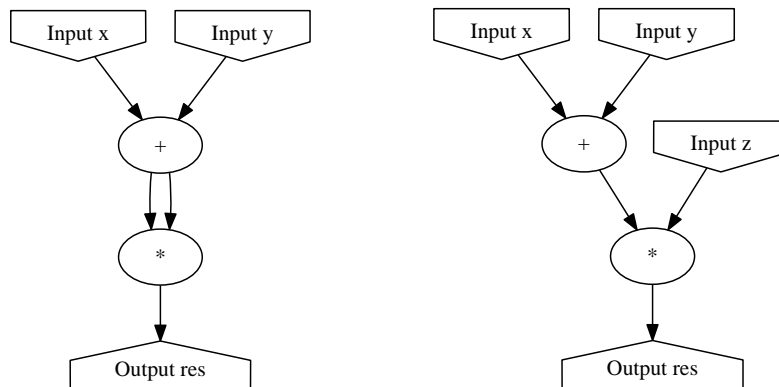 Input x
Input y
+
*
Output res
Input x
Input y
+
Input z
*
Output res